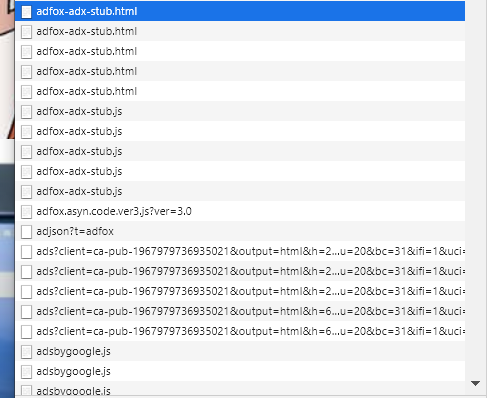 adfox-adx-stub.html
adfox-adx-stub.html
adfox-adx-stub.html
adfox-adx-stub.html
adfox-adx-stub.html
adfox-adx-stub.js
adfox-adx-stub.js
adfox-adx-stub.js
adfox-adx-stub.js
adfox-adx-stub.js
adfox.asyn.code.ver3.js?ver=3.0
adjson?t=adfox
ads?client=ca-pub-1967979736935021&output=html&h=2...u=20&bc=31&ifi=1&uci=
ads?client=ca-pub-1967979736935021&output=html&h=2...u=20&bc=31&ifi=1&uci=
ads?client=ca-pub-1967979736935021&output=html&h=2...u=20&bc=31&ifi=1&uci=
ads?client=ca-pub-1967979736935021&output=html&h=6...u=20&bc=31&ifi=1&uci=
ads?client=ca-pub-1967979736935021&output=html&h=6...u=20&bc=31&ifi=1&uci=
adsbygoogle.js
adsbygoogle.js
adsbygoogle.js